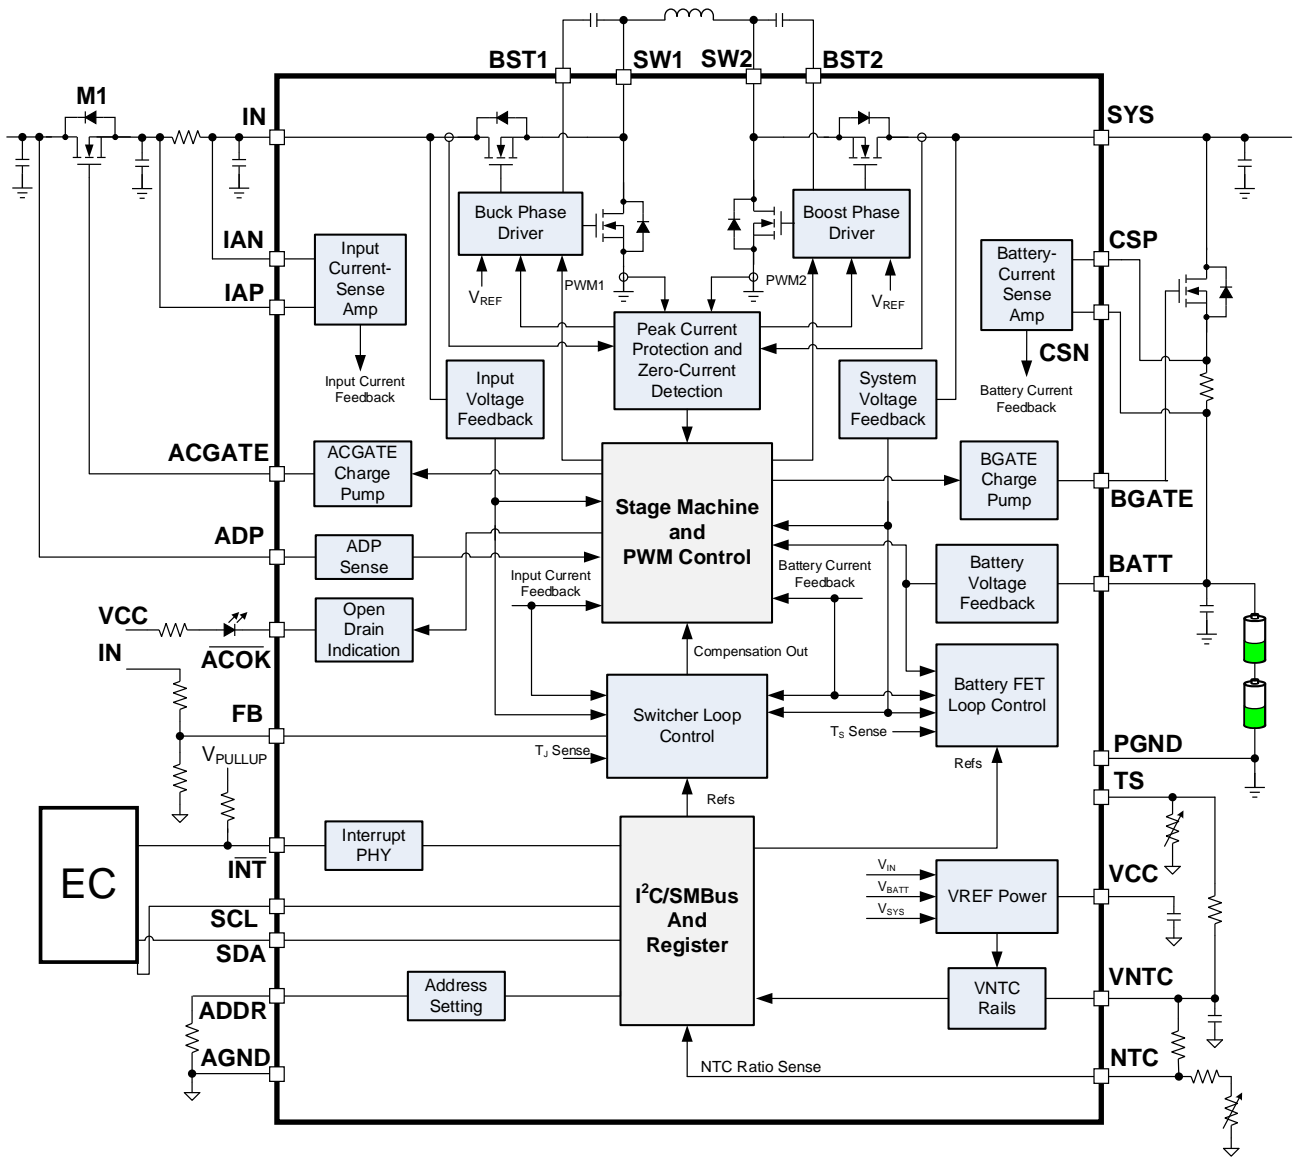 BST1
SW1
SW2
BST2
M1
IN
SYS
Buck Phase
Driver
Boost Phase
Driver
IAN
IAP
Input
Current-
Sense
Amp
CSP
Battery-
Current
Sense
Amp
CSN
VREF
PWM1
PWM2
VREF
Peak Current
Protection and
Zero-Current
Detection
Input Current
Feedback
Battery Current
Feedback
Input
Voltage
Feedback
System
Voltage
Feedback
ACGATE
ACGATE
Charge
Pump
Stage Machine
and
PWM Control
BGATE
Charge
Pump
BGATE
ADP
ADP
Sense
Input Current
Feedback
Battery Current
Feedback
Battery
Voltage
Feedback
BATT
VCC
ACOK
Open
Drain
Indication
IN
Compensation Out
FB
Switcher Loop
Control
Battery FET
Loop Control
TJ Sense
TS Sense
VPULLUP
PGND
TS
Refs
Refs
EC
INT
Interrupt
PHY
I²C/SMBus
And
Register
VIN
VBATT
VSYS
VREF Power
VCC
SCL
SDA
ADDR
Address
Setting
VNTC
Rails
VNTC
AGND
NTC Ratio Sense
NTC